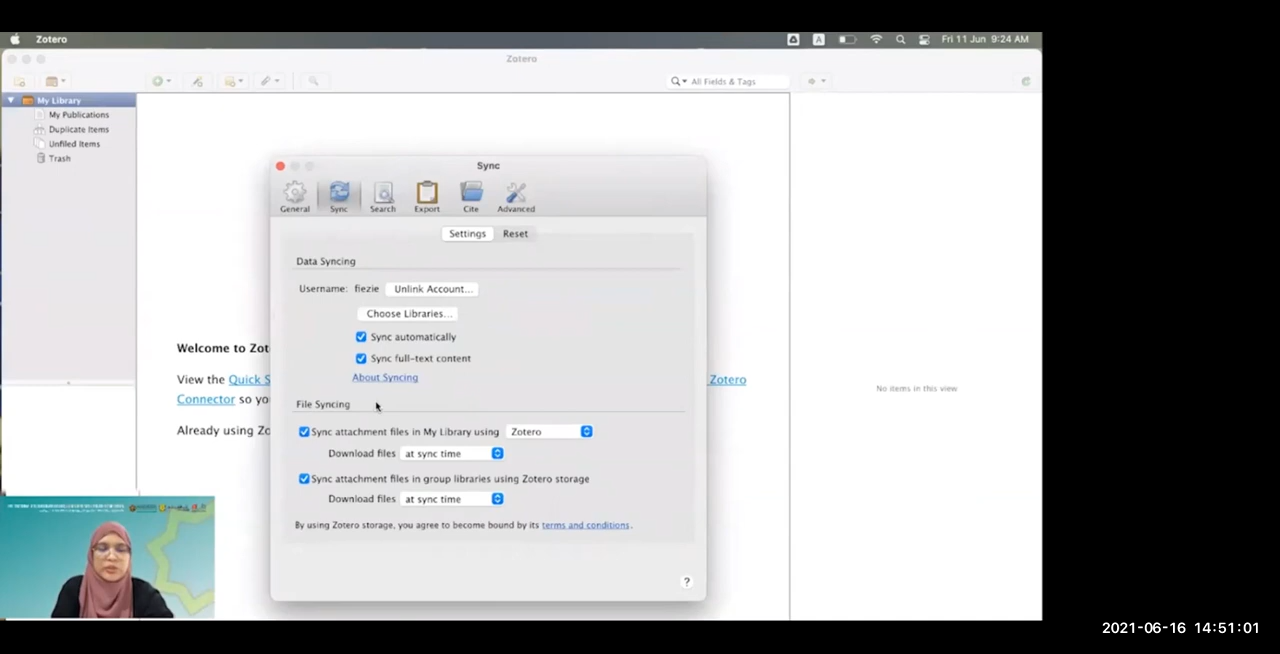 Zotero
A
Fri 11 Jun 9:24 AM
Zotero
All Fields & Tags
My Library
My Publications
Duplicate Items
Unfiled Items
Trash
Sync
General
Sync
Search
Export
Cite
Advanced
Settings
Reset
Data Syncing
Username: fiezie
Unlink Account...
Choose Libraries...
Sync automatically
Sync full-text content
About Syncing
File Syncing
Sync attachment files in My Library using
Zotero
Download files
at sync time
Sync attachment files in group libraries using Zotero storage
Download files
at sync time
By using Zotero storage, you agree to become bound by its terms and conditions.
?
Welcome to Zot
View the Quick S
Zotero
Connector so yo
Already using Zo
No items in this view
2021-06-16 14:51:01